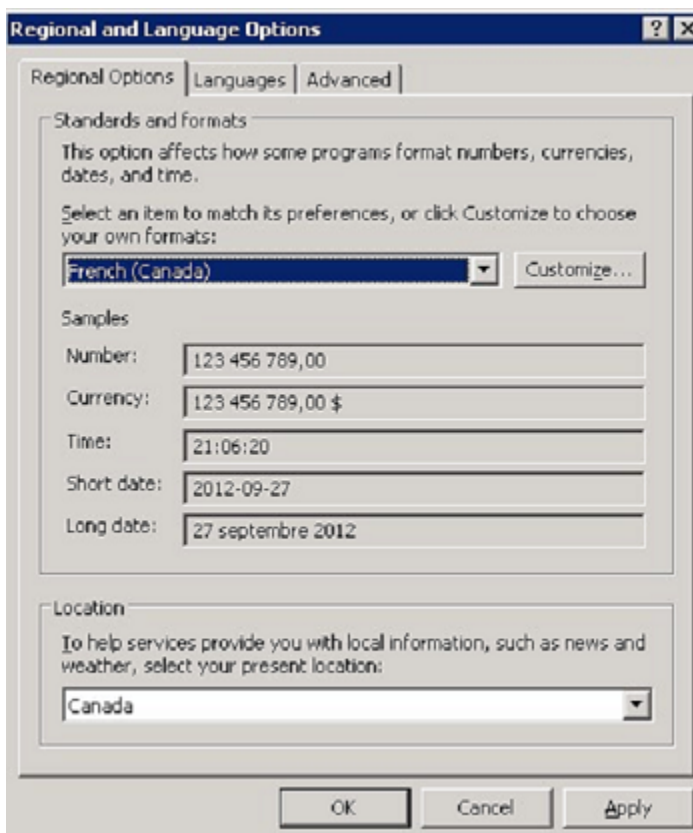 Regional and Language Options
Regional Options
Languages
Advanced
Standards and formats
This option affects how some programs format numbers, currencies,
dates, and time.
Select an item to match its preferences, or click Customize to choose
your own formats:
French (Canada)
Customize...
Samples
Number:
123 456 789,00
Currency:
123 456 789,00 $
Time:
21:06:20
Short date:
2012-09-27
Long date:
27 septembre 2012
Location
To help services provide you with local information, such as news and
weather, select your present location:
Canada
OK
Cancel
Apply